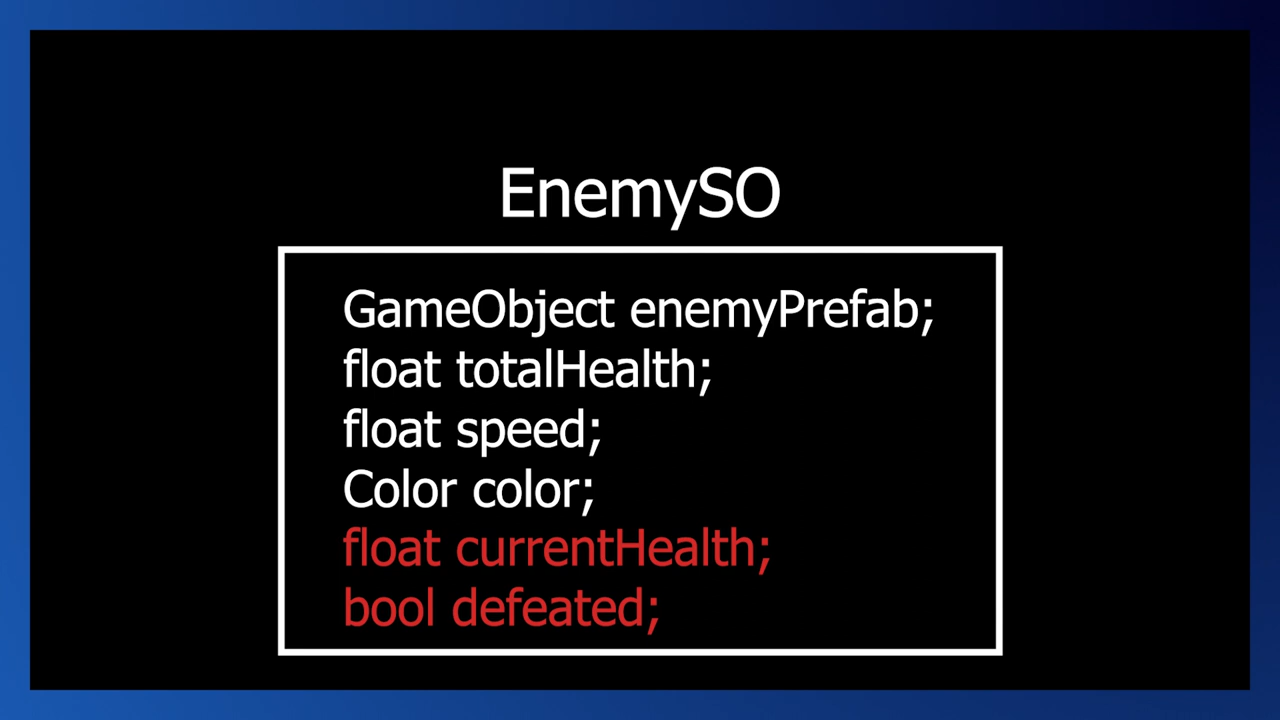 EnemySO
GameObject enemyPrefab;
float totalHealth;
float speed;
Color color;
float currentHealth;
bool defeated;